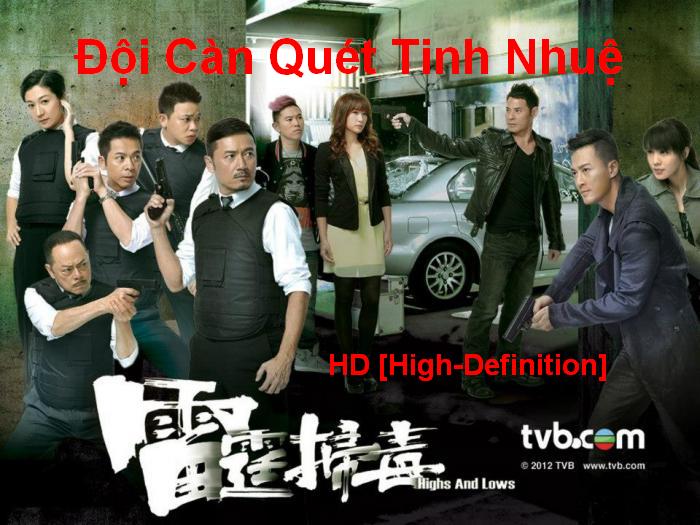 Đội Càn Quét Tinh Nhuệ
HD [High-Definition]
雷霆掃毒
Highs And Lows
tvb.com
© 2012 TVB www.tvb.com